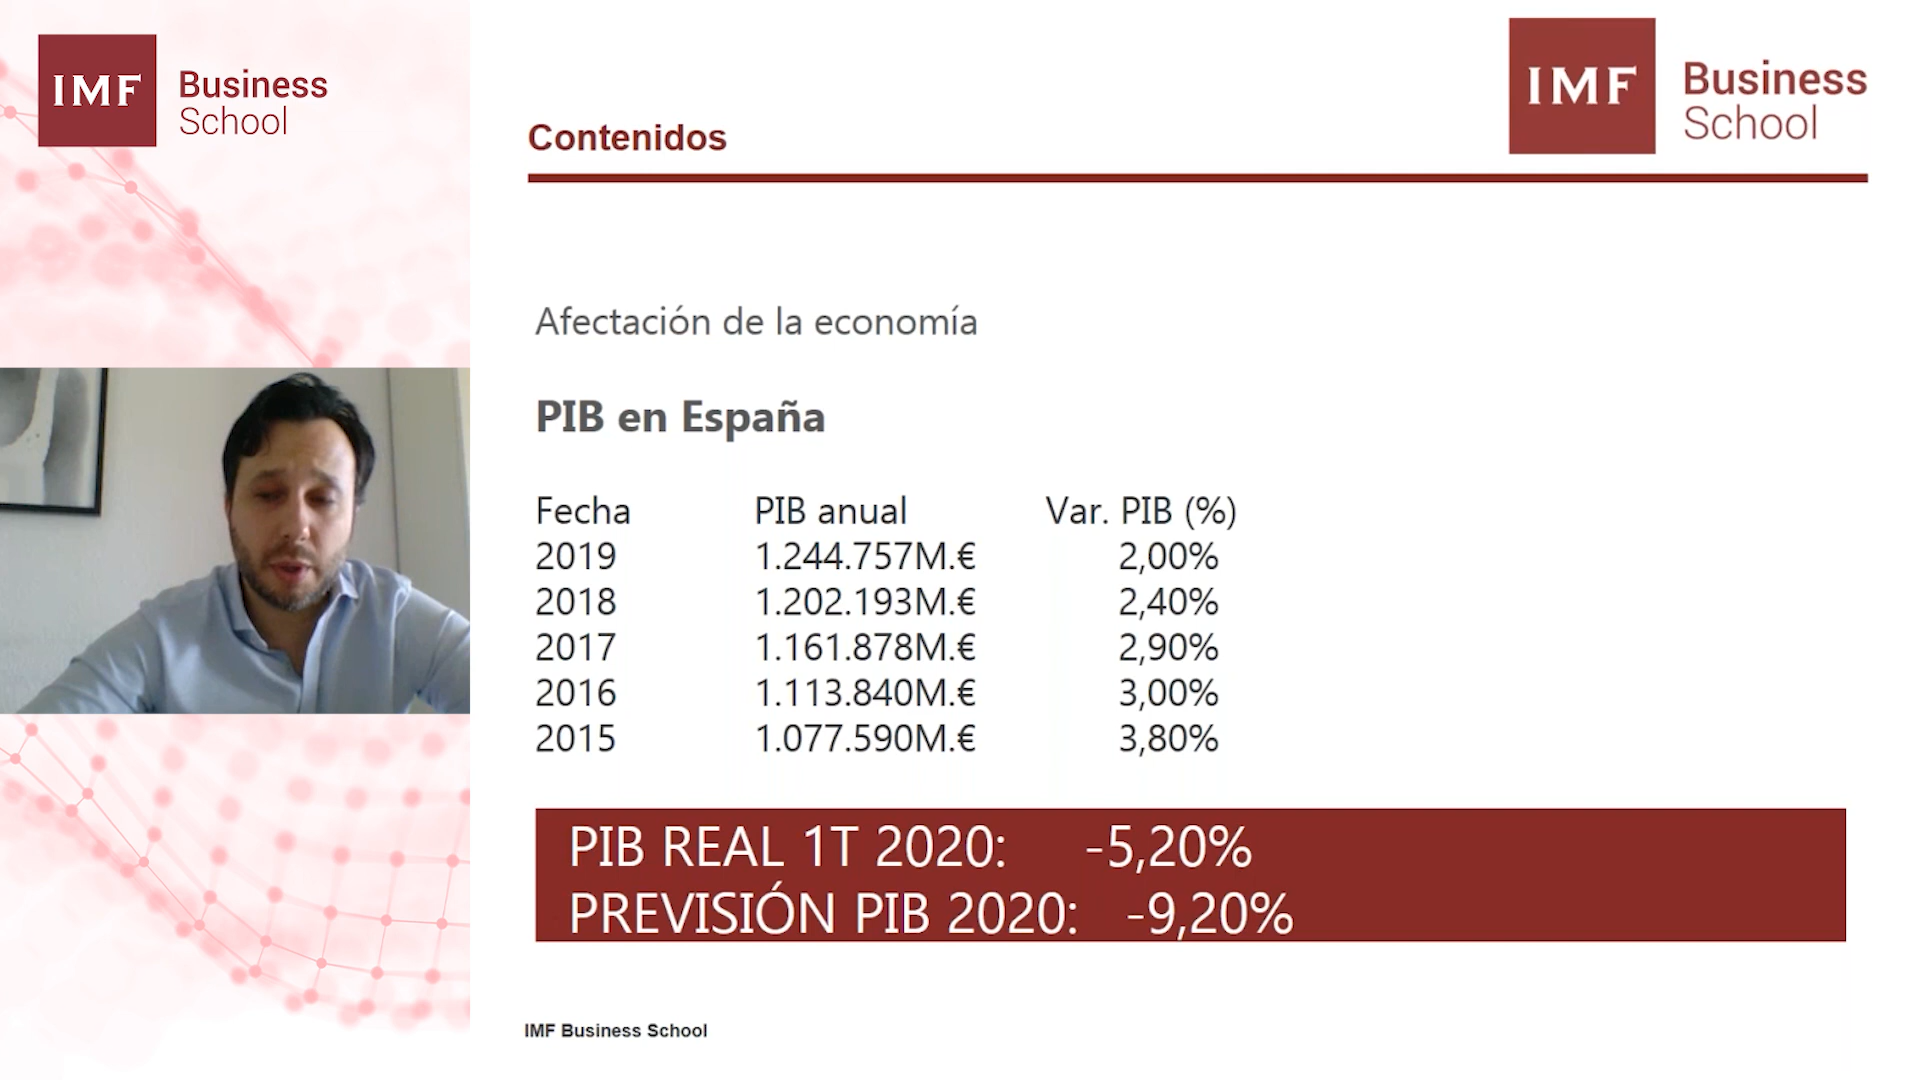 IMF Business
School
IMF Business
School
Contenidos
Afectación de la economía
PIB en España
Fecha PIB anual Var. PIB (%)
2019 1.244.757M.€ 2,00%
2018 1.202.193M.€ 2,40%
2017 1.161.878M.€ 2,90%
2016 1.113.840M.€ 3,00%
2015 1.077.590M.€ 3,80%
PIB REAL 1T 2020: -5,20%
PREVISIÓN PIB 2020: -9,20%
IMF Business School